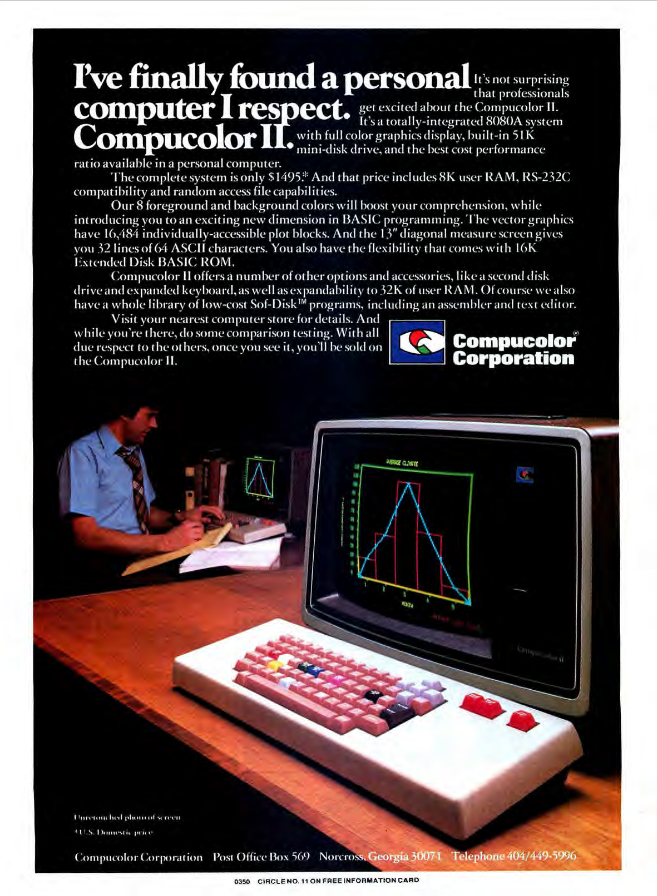 I've finally found a personal
computer I respect.
Compucolor II.
It's not surprising
that professionals
get excited about the Compucolor II.
It's a totally-integrated 8080A system
with full color graphics display, built-in 51K
mini-disk drive, and the best cost performance
ratio available in a personal computer.
The complete system is only $1495.* And that price includes 8K user RAM, RS-232C
compatibility and random access file capabilities.
Our 8 foreground and background colors will boost your comprehension, while
introducing you to an exciting new dimension in BASIC programming. The vector graphics
have 16,484 individually-accessible plot blocks. And the 13" diagonal measure screen gives
you 32 lines of 64 ASCII characters. You also have the flexibility that comes with 16K
Extended Disk BASIC ROM.
Compucolor II offers a number of other options and accessories, like a second disk
drive and expanded keyboard, as well as expandability to 32K of user RAM. Of course we also
have a whole library of low-cost Sof-Disk™ programs, including an assembler and text editor.
Visit your nearest computer store for details. And
while you're there, do some comparison testing. With all
due respect to the others, once you see it, you'll be sold on
the Compucolor II.
Compucolor®
Corporation
AVERAGE CLIMATE
Compucolor II
Unretouched photo of screen
*U.S. Domestic price
Compucolor Corporation Post Office Box 569 Norcross, Georgia 30071 Telephone 404/449-5996
0350 CIRCLE NO. 11 ON FREE INFORMATION CARD